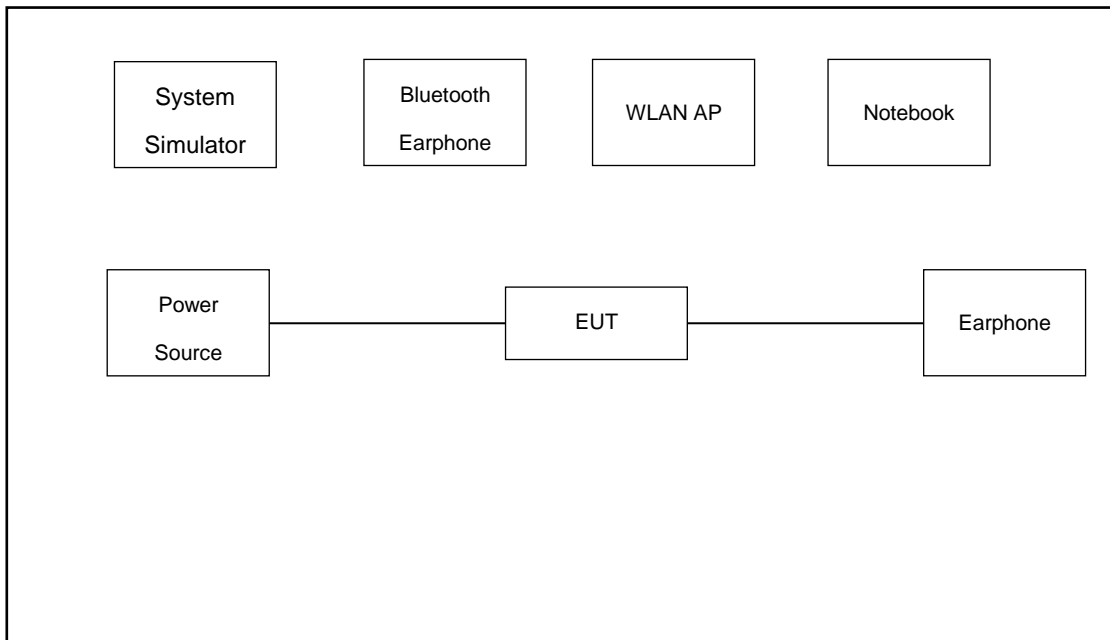 System
Simulator
Bluetooth
Earphone
WLAN AP
Notebook
Power
Source
EUT
Earphone